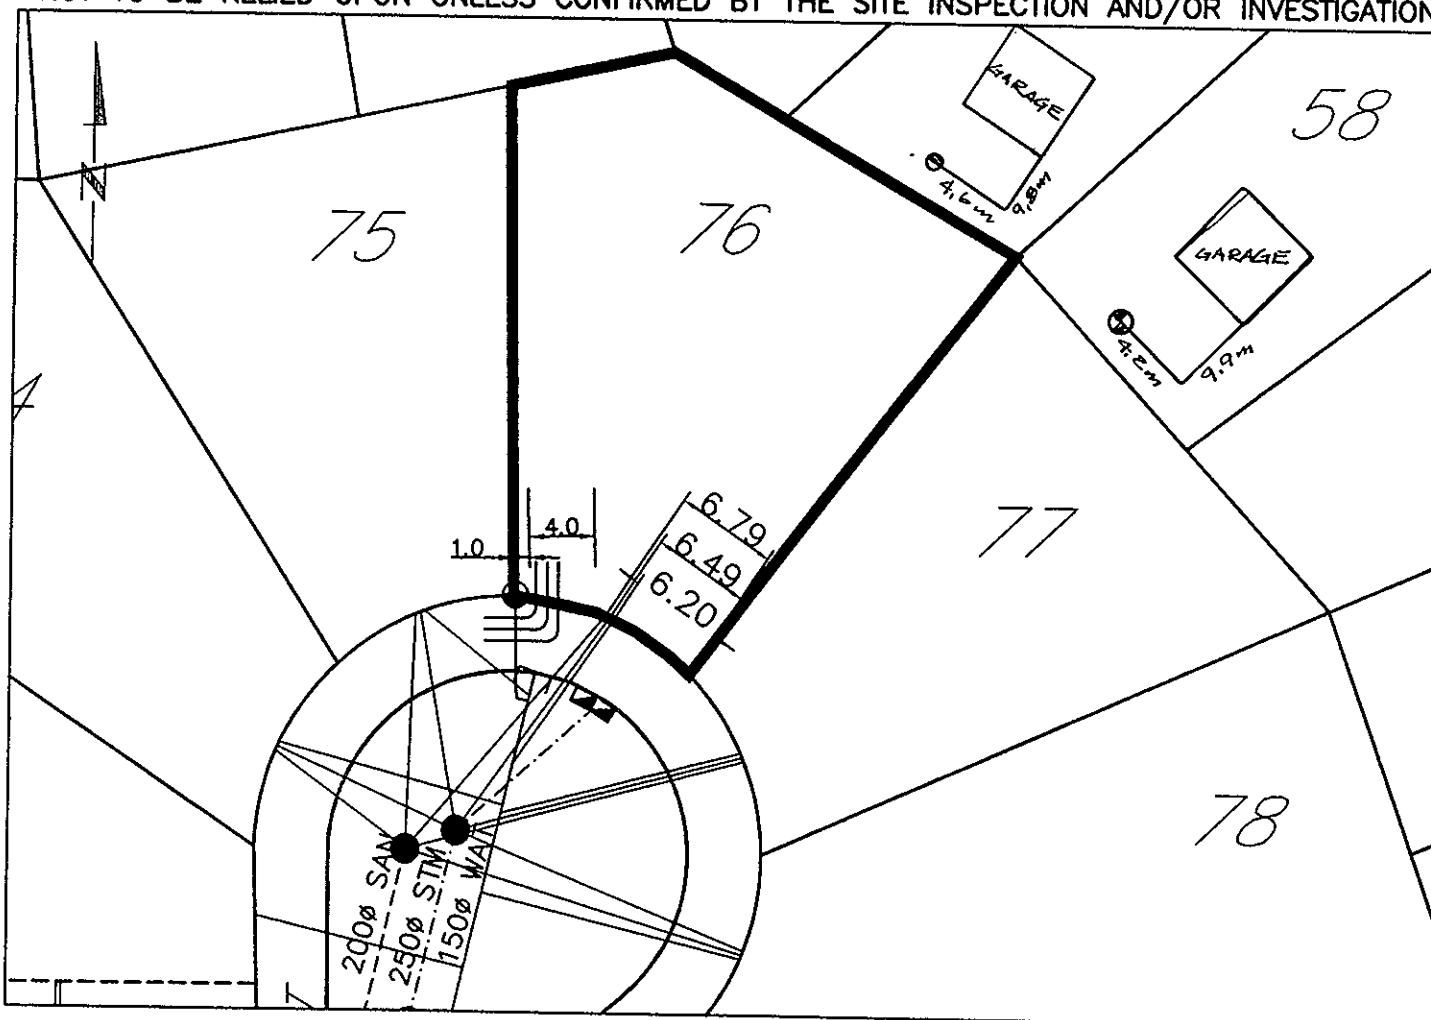 NOT TO BE RELIED UPON UNLESS CONFIRMED BY THE SITE INSPECTION AND/OR INVESTIGATION
GARAGE
58
N
4.6m
9.8m
75
76
GARAGE
4.2m
9.9m
4
1.0
4.0
6.79
6.49
6.20
77
78
200ø SAN
250ø STM
150ø WAT